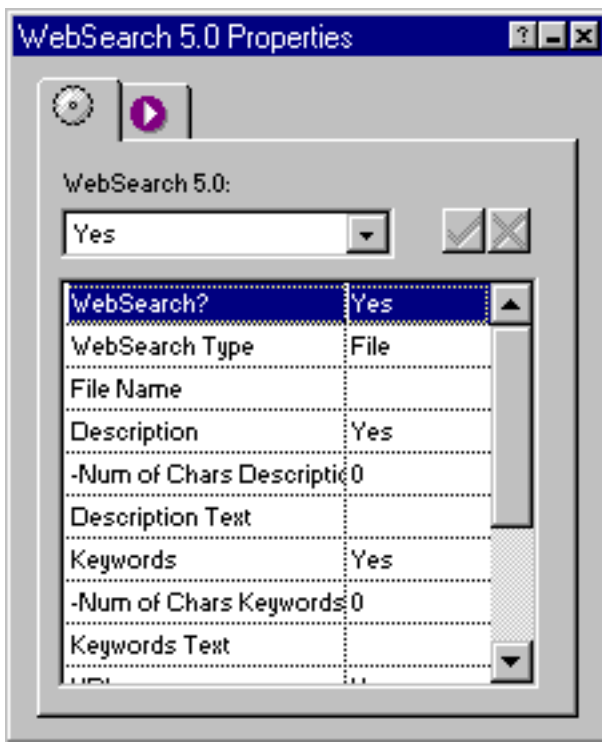 WebSearch 5.0 Properties
WebSearch 5.0:
Yes
WebSearch? Yes
WebSearch Type File
File Name
Description Yes
-Num of Chars Descriptic 0
Description Text
Keywords Yes
-Num of Chars Keywords 0
Keywords Text